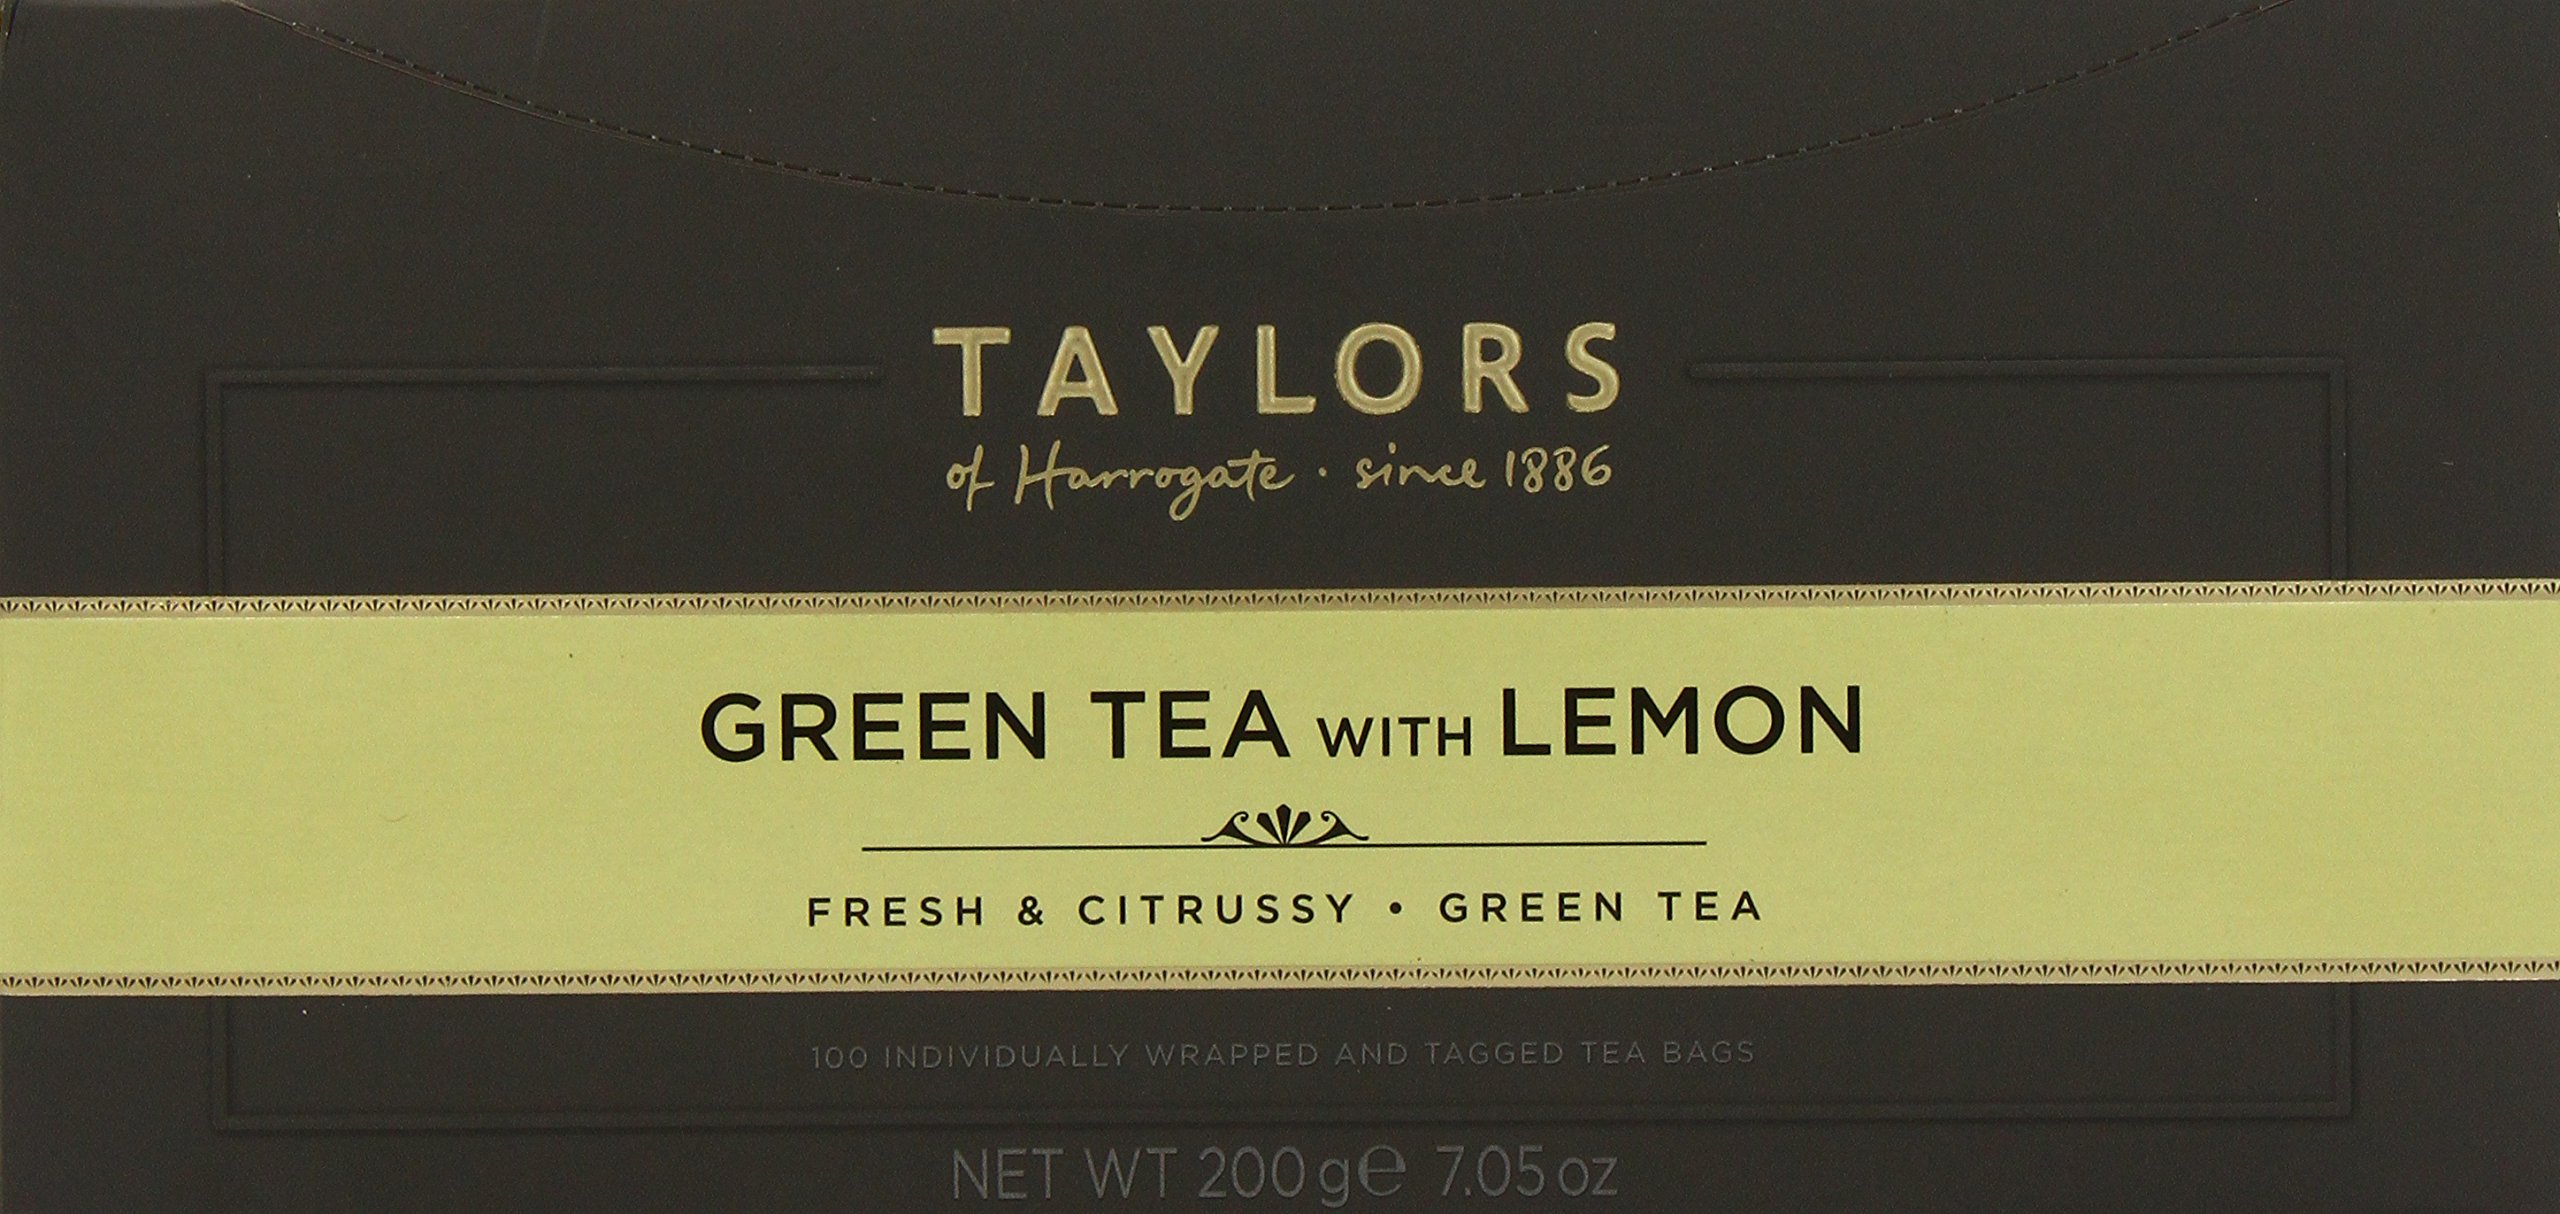 TAYLORS
of Harrogate · since 1886
GREEN TEA WITH LEMON
FRESH & CITRUSSY • GREEN TEA
100 INDIVIDUALLY WRAPPED AND TAGGED TEA BAGS
NET WT 200g℮ 7.05oz